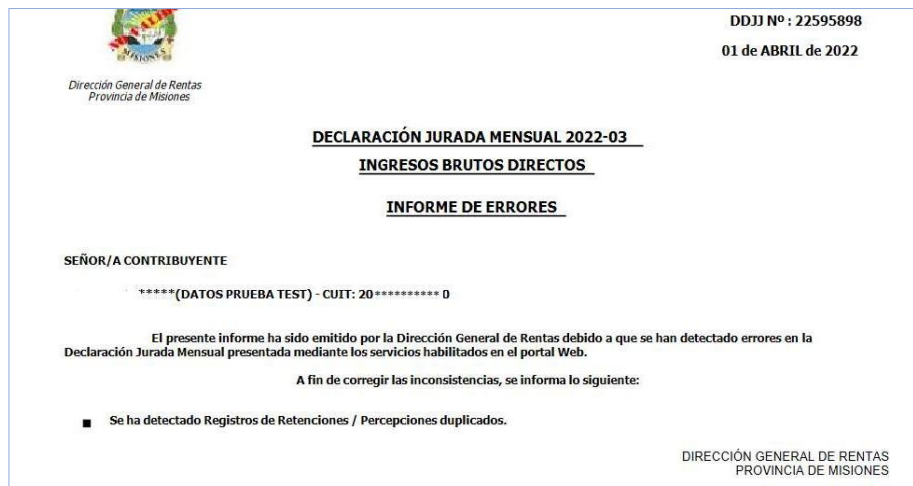 NO VALIDO
MISIONES
Dirección General de Rentas
Provincia de Misiones
DDJJ Nº : 22595898
01 de ABRIL de 2022
DECLARACIÓN JURADA MENSUAL 2022-03
INGRESOS BRUTOS DIRECTOS
INFORME DE ERRORES
SEÑOR/A CONTRIBUYENTE
*****(DATOS PRUEBA TEST) - CUIT: 20********** 0
El presente informe ha sido emitido por la Dirección General de Rentas debido a que se han detectado errores en la
Declaración Jurada Mensual presentada mediante los servicios habilitados en el portal Web.
A fin de corregir las inconsistencias, se informa lo siguiente:
■ Se ha detectado Registros de Retenciones / Percepciones duplicados.
DIRECCIÓN GENERAL DE RENTAS
PROVINCIA DE MISIONES